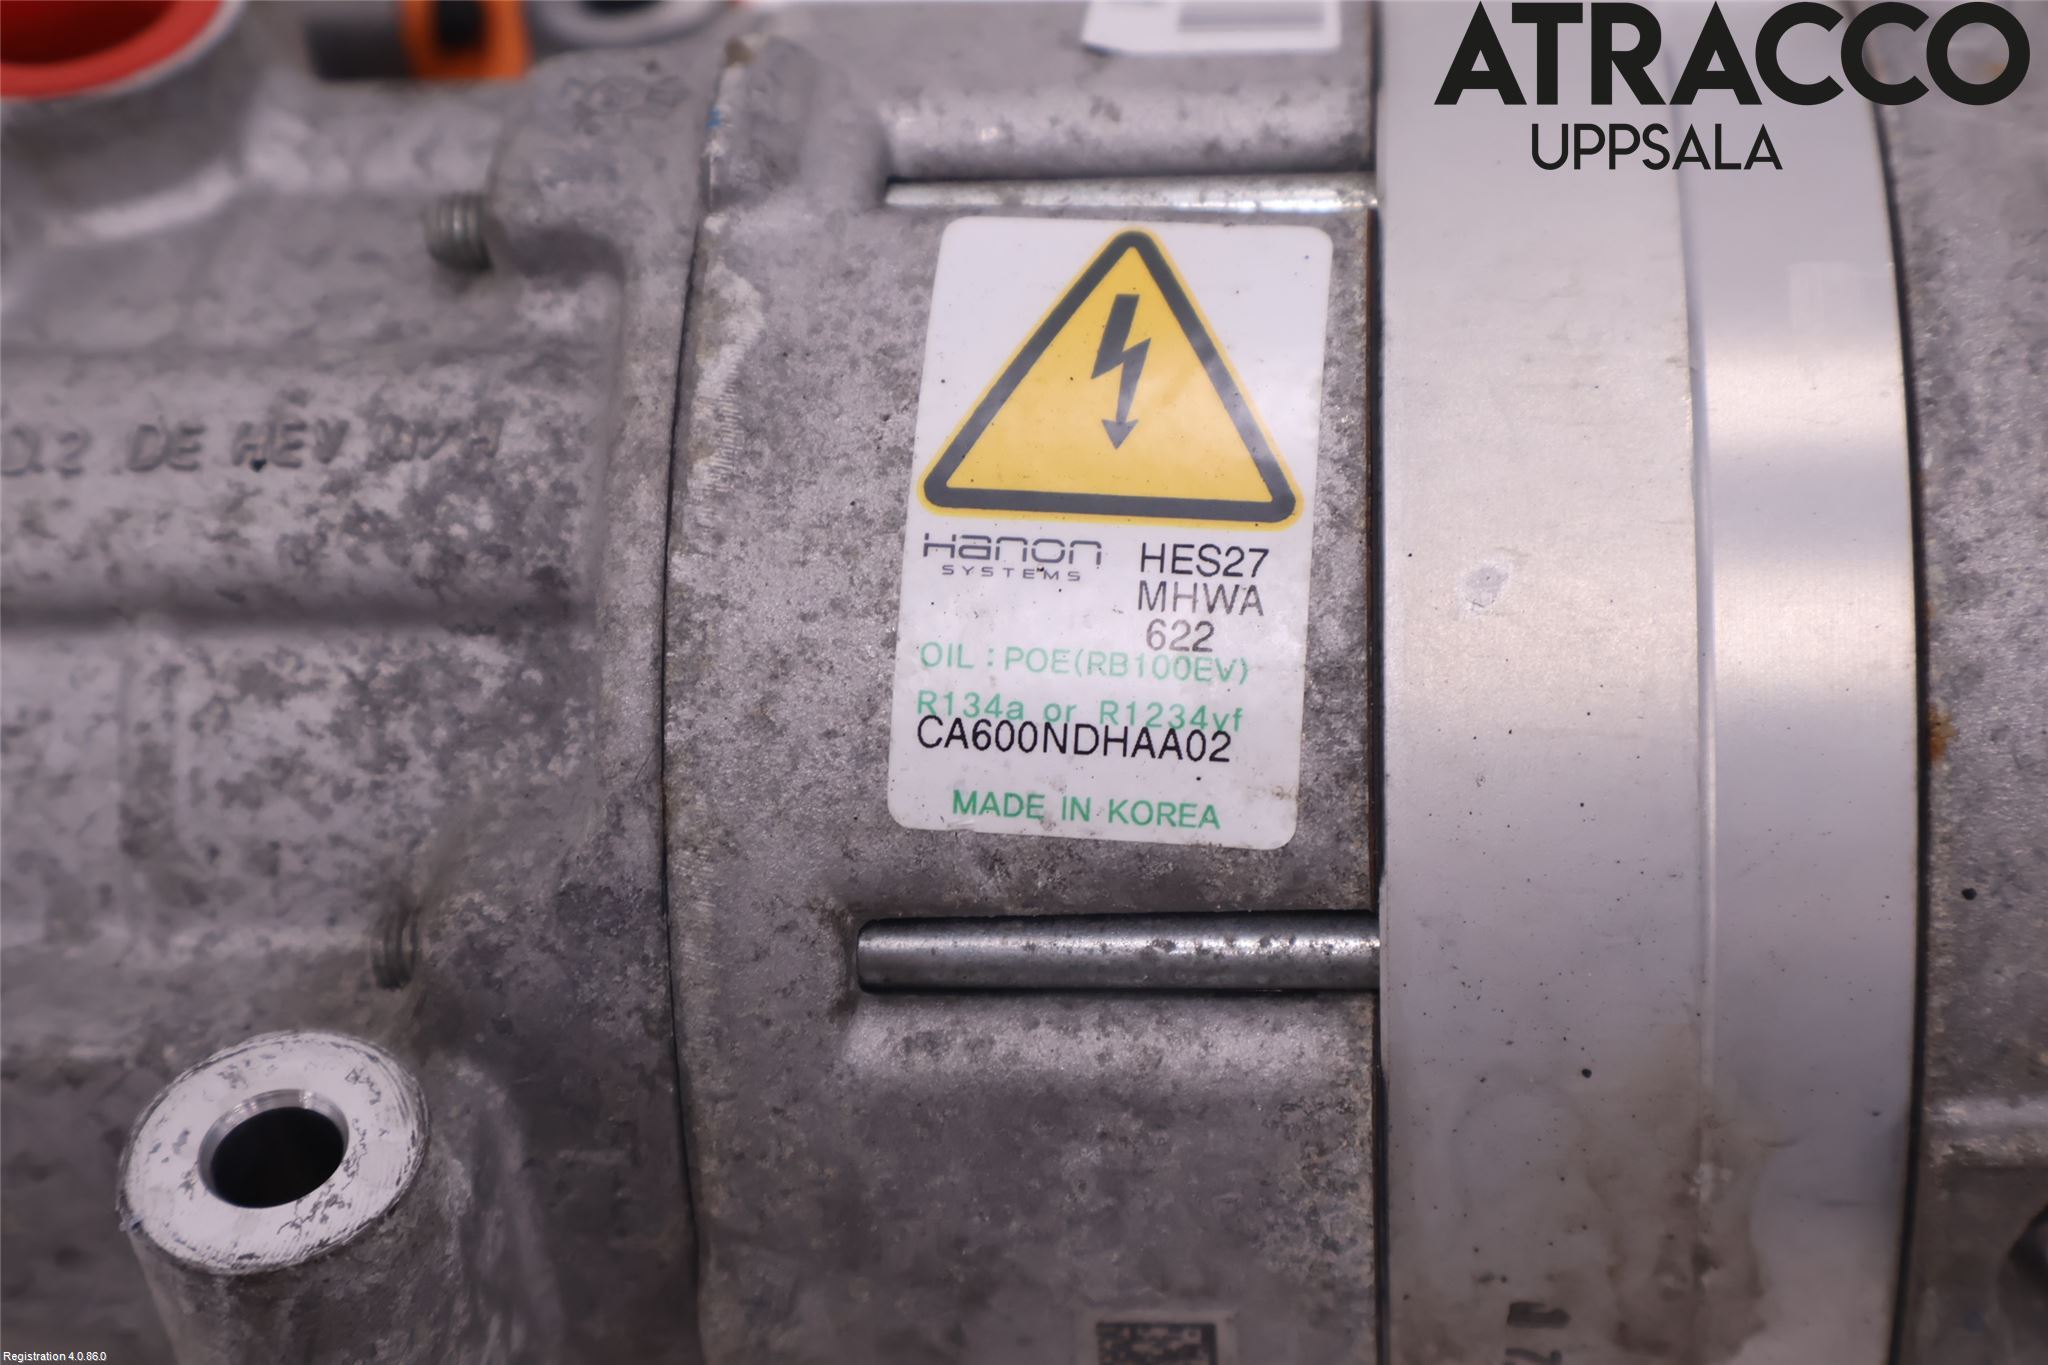 ATRACCO
UPPSALA
DE HEV
Hanon
SYSTEMS
HES27
MHWA
622
OIL : POE(RB100EV)
R134a or R1234yf
CA600NDHAA02
MADE IN KOREA
Registration 4.0.86.0